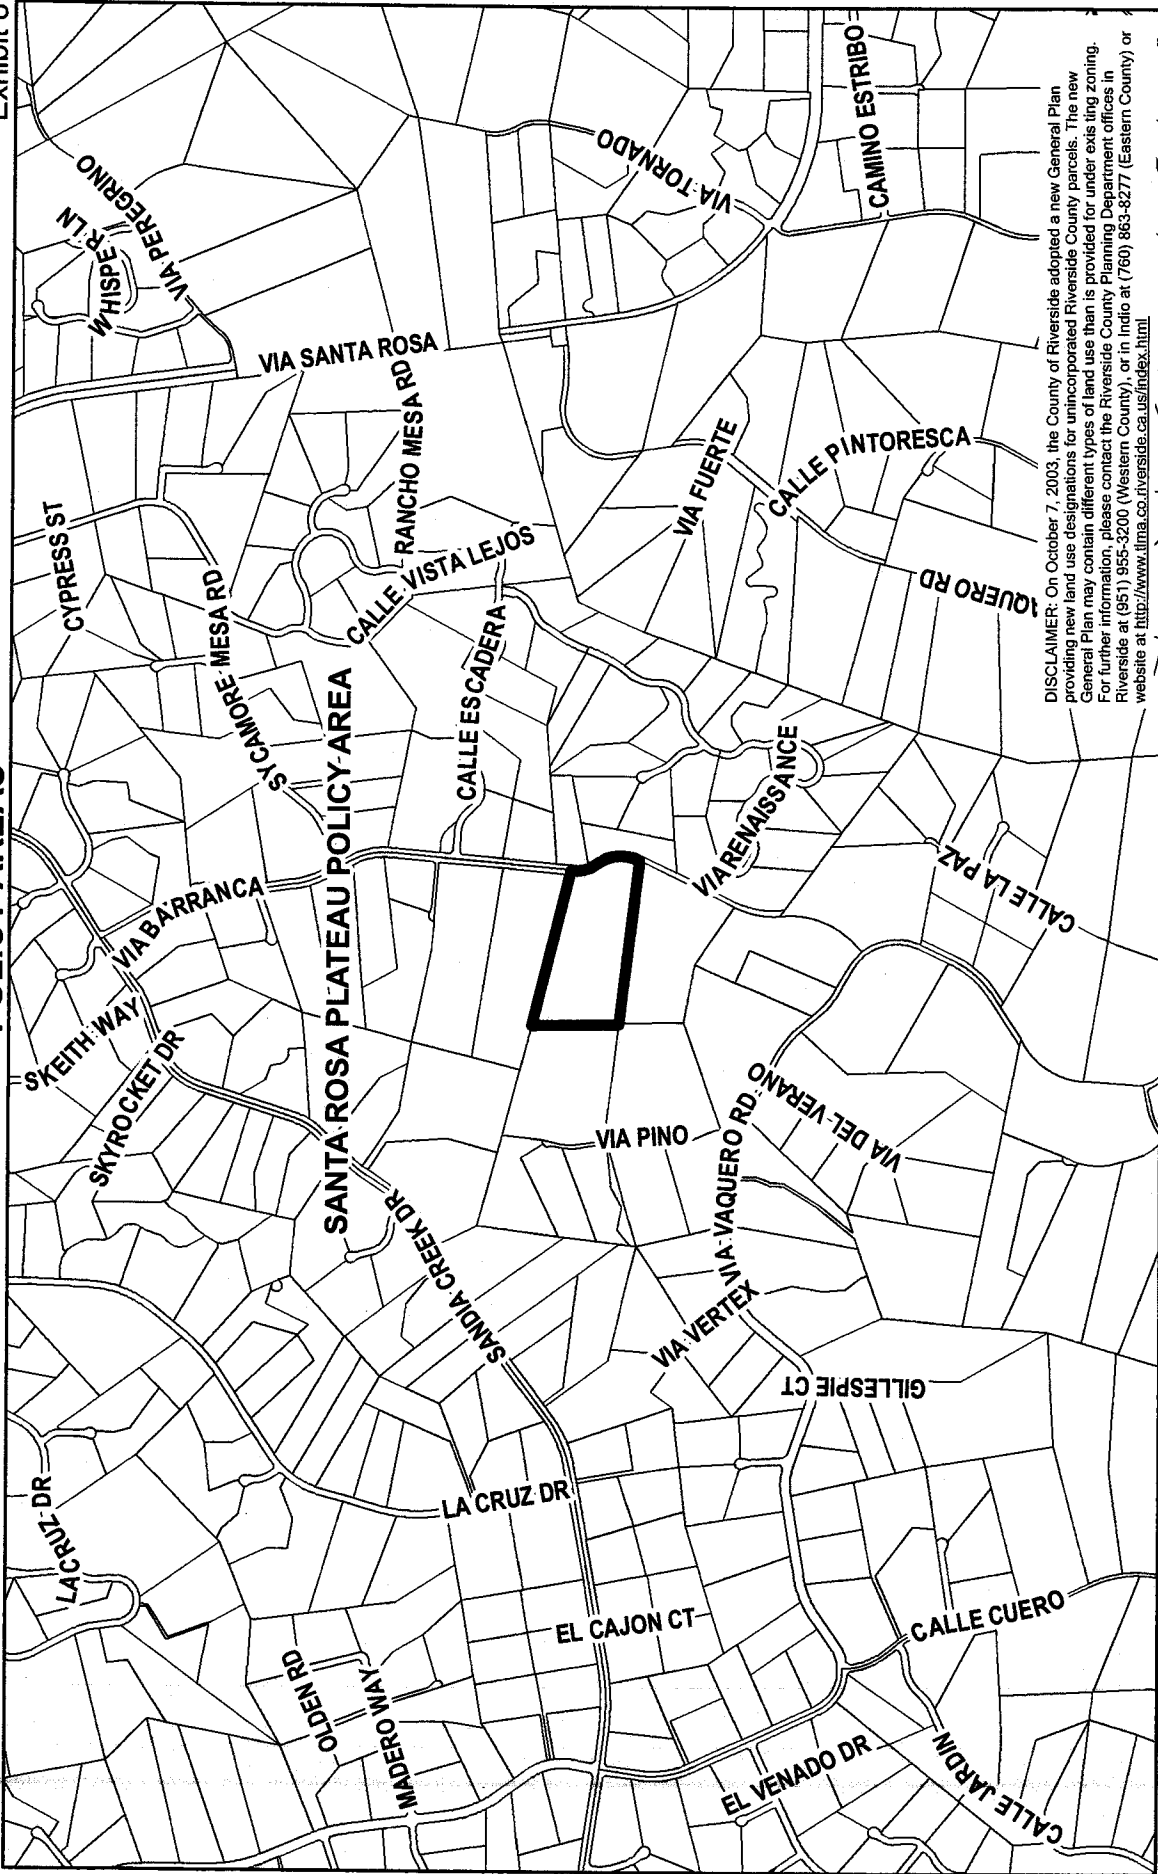 WHISPER LN
VIA PEREGRINO
VIA SANTA ROSA
RANCHO MESA RD
CYPRESS ST
SYCAMORE MESA RD
CALLE VISTA LEJOS
CALLE ESCADERA
VIA TORNADO
CAMINO ESTRIBO
VIA FUERTE
CALLE PINTORESCA
AQUERO RD
SANTA ROSA PLATEAU POLICY AREA
VIA BARRANCA
SKEITH WAY
SKYROCKET DR
VIA RENAISSANCE
CALLE LA PAZ
VIA PINO
VIA VAQUERO RD
VIA DEL VERANO
SANDIA CREEK DR
VIA VERTEX
GILLESPIE CT
LA CRUZ DR
LA CRUZ DR
EL CAJON CT
OLDEN RD
MADERO WAY
CALLE CUERO
EL VENADO DR
CALLE JARDIN
DISCLAIMER: On October 7, 2003, the County of Riverside adopted a new General Plan
providing new land use designations for unincorporated Riverside County parcels. The new
General Plan may contain different types of land use than is provided for under existing zoning.
For further information, please contact the Riverside County Planning Department offices in
Riverside at (951) 955-3200 (Western County), or in Indio at (760) 863-8277 (Eastern County) or
website at http://www.tlma.co.riverside.ca.us/index.html